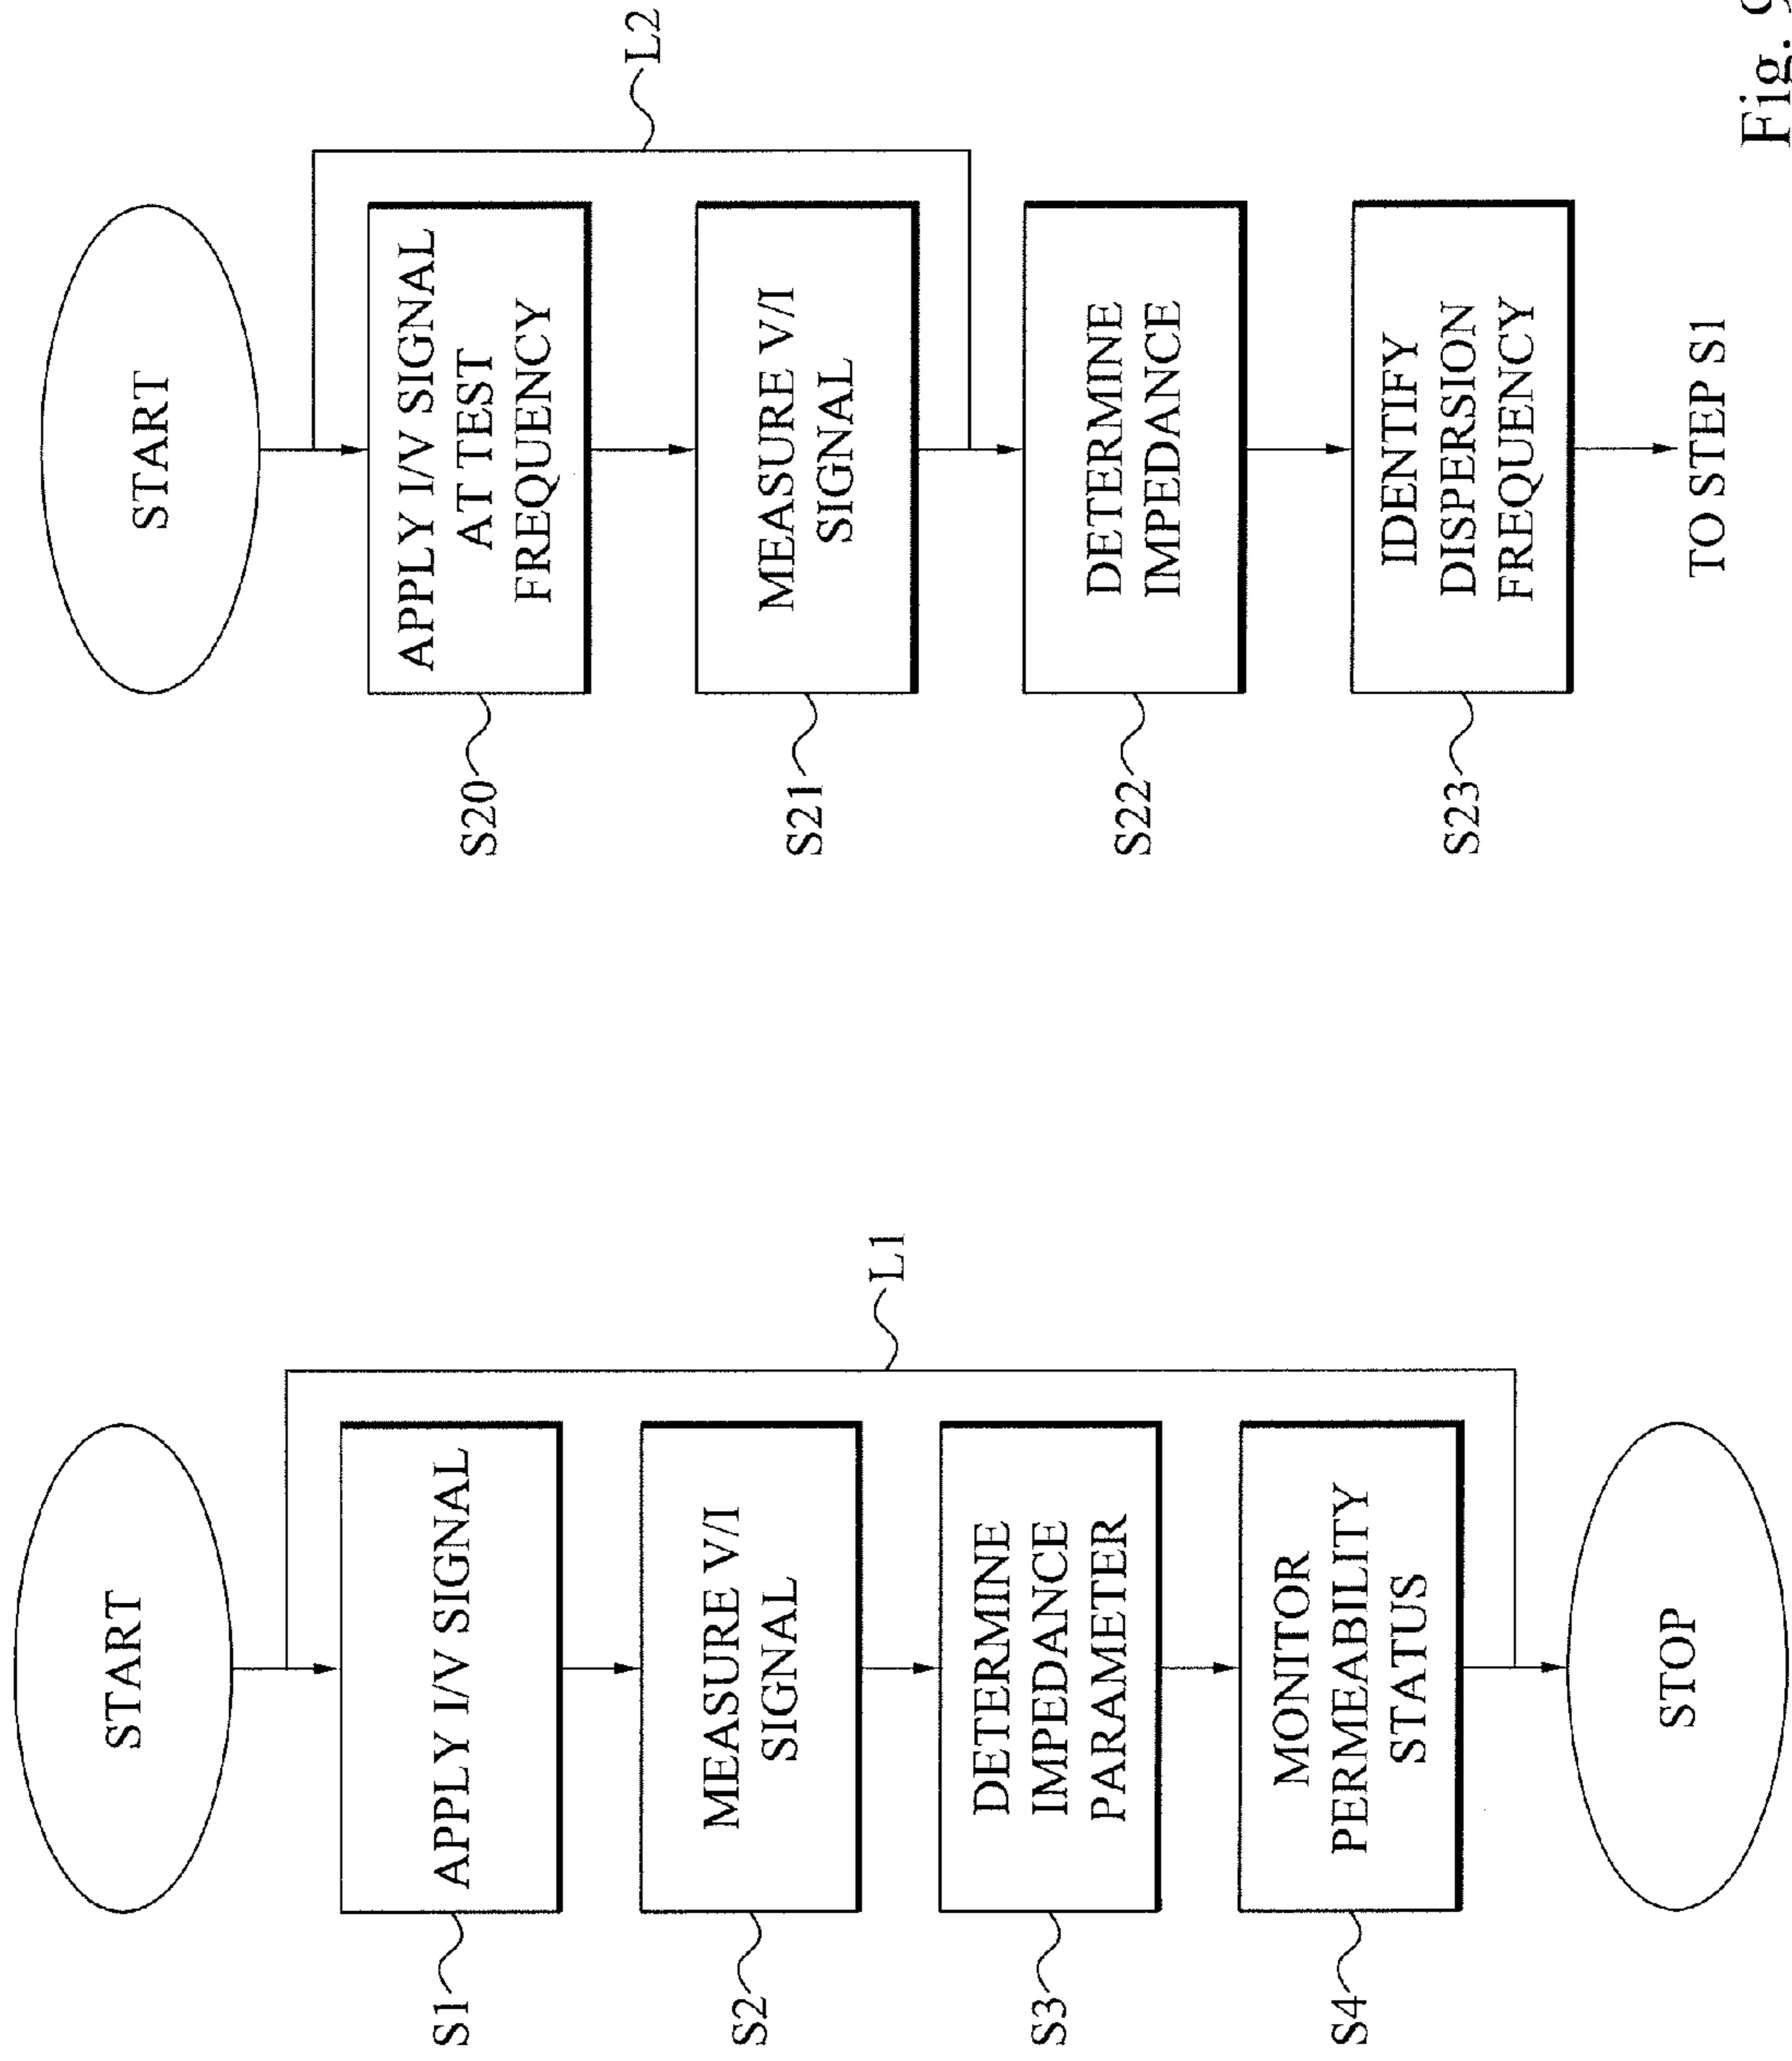 START
S1
APPLY I/V SIGNAL
S2
MEASURE V/I
SIGNAL
S3
DETERMINE
IMPEDANCE
PARAMETER
S4
MONITOR
PERMEABILITY
STATUS
L1
STOP
START
S20
APPLY I/V SIGNAL
AT TEST
FREQUENCY
S21
MEASURE V/I
SIGNAL
L2
S22
DETERMINE
IMPEDANCE
S23
IDENTIFY
DISPERSION
FREQUENCY
TO STEP S1
Fig.